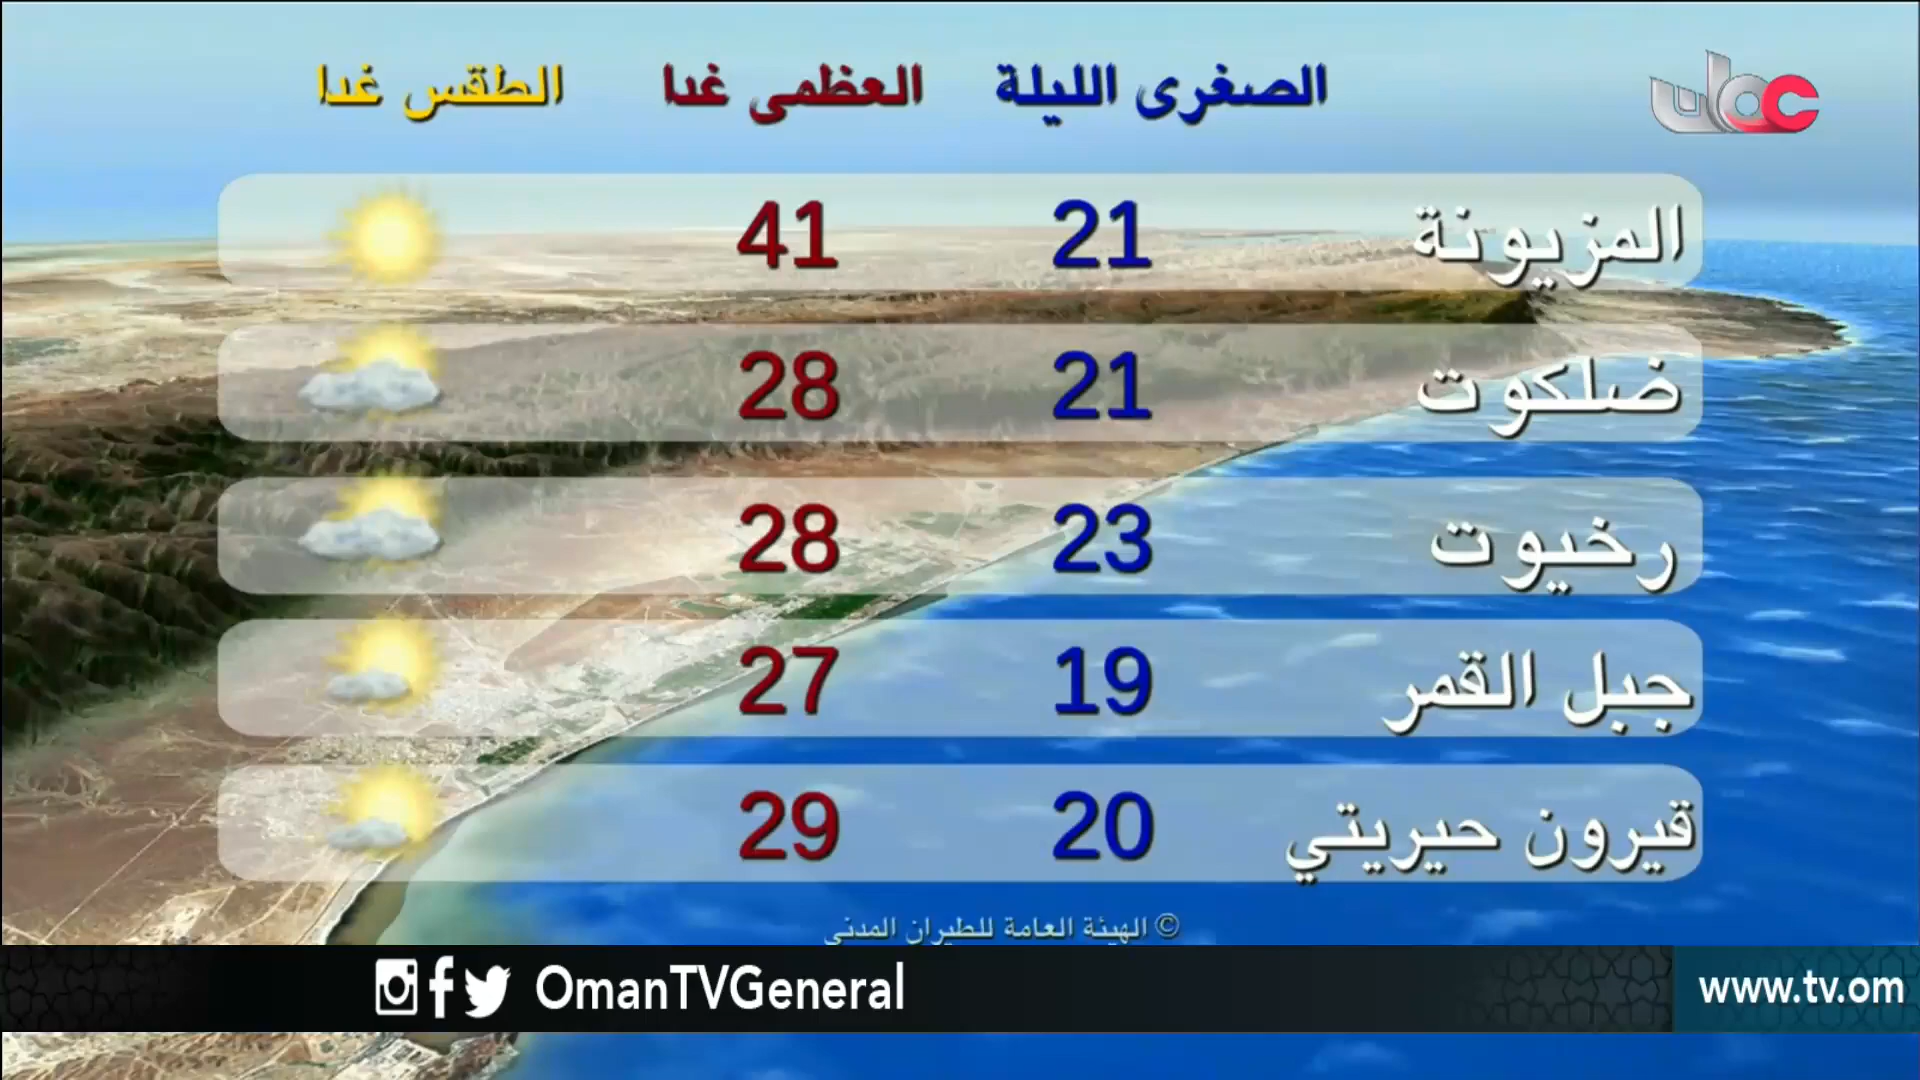 عمان
الصغرى الليلة العظمى غدا الطقس غدا
المزيونة 21 41
ضلكوت 21 28
رخيوت 23 28
جبل القمر 19 27
قيرون حيريتي 20 29
© الهيئة العامة للطيران المدني
OmanTVGeneral www.tv.om